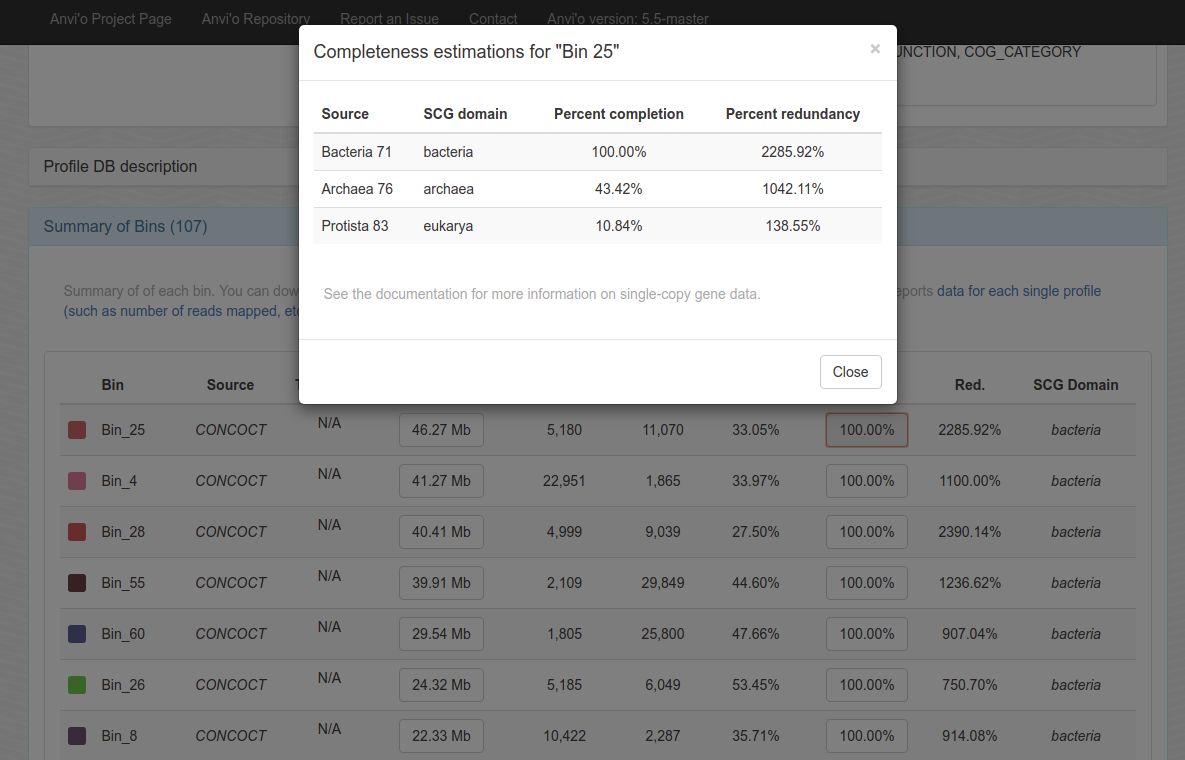 Anvi'o Project Page Anvi'o Repository Report an Issue Contact Anvi'o version: 5.5-master
Completeness estimations for "Bin 25" ×
UNCTION, COG_CATEGORY
Source SCG domain Percent completion Percent redundancy
Bacteria 71 bacteria 100.00% 2285.92%
Profile DB description
Archaea 76 archaea 43.42% 1042.11%
Protista 83 eukarya 10.84% 138.55%
Summary of Bins (107)
Summary of of each bin. You can dow
See the documentation for more information on single-copy gene data.
eports data for each single profile
(such as number of reads mapped, etc
Close
Bin Source T Red. SCG Domain
Bin_25 CONCOCT N/A 46.27 Mb 5,180 11,070 33.05% 100.00% 2285.92% bacteria
Bin_4 CONCOCT N/A 41.27 Mb 22,951 1,865 33.97% 100.00% 1100.00% bacteria
Bin_28 CONCOCT N/A 40.41 Mb 4,999 9,039 27.50% 100.00% 2390.14% bacteria
Bin_55 CONCOCT N/A 39.91 Mb 2,109 29,849 44.60% 100.00% 1236.62% bacteria
Bin_60 CONCOCT N/A 29.54 Mb 1,805 25,800 47.66% 100.00% 907.04% bacteria
Bin_26 CONCOCT N/A 24.32 Mb 5,185 6,049 53.45% 100.00% 750.70% bacteria
Bin_8 CONCOCT N/A 22.33 Mb 10,422 2,287 35.71% 100.00% 914.08% bacteria